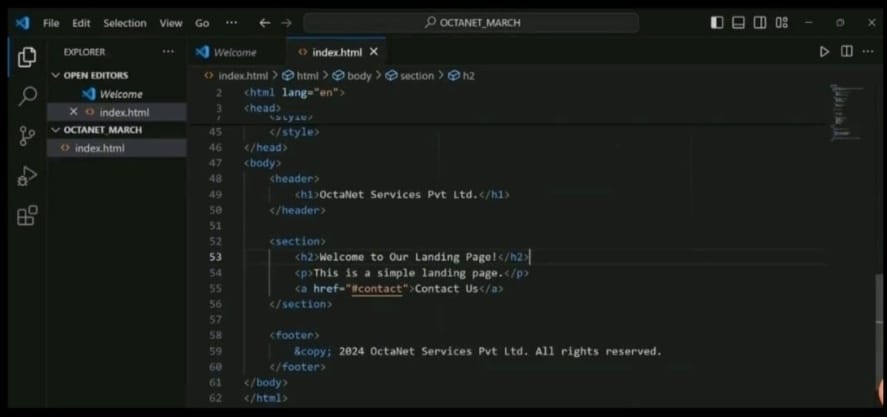 File Edit Selection View Go ··· OCTANET_MARCH
EXPLORER ···
OPEN EDITORS
Welcome
index.html
OCTANET_MARCH
index.html
Welcome index.html
index.html > html > body > section > h2
2 <html lang="en">
3 <head>
7 <style>
45 </style>
46 </head>
47 <body>
48 <header>
49 <h1>OctaNet Services Pvt Ltd.</h1>
50 </header>
51
52 <section>
53 <h2>Welcome to Our Landing Page!</h2>
54 <p>This is a simple landing page.</p>
55 <a href="#contact">Contact Us</a>
56 </section>
57
58 <footer>
59 &copy; 2024 OctaNet Services Pvt Ltd. All rights reserved.
60 </footer>
61 </body>
62 </html>